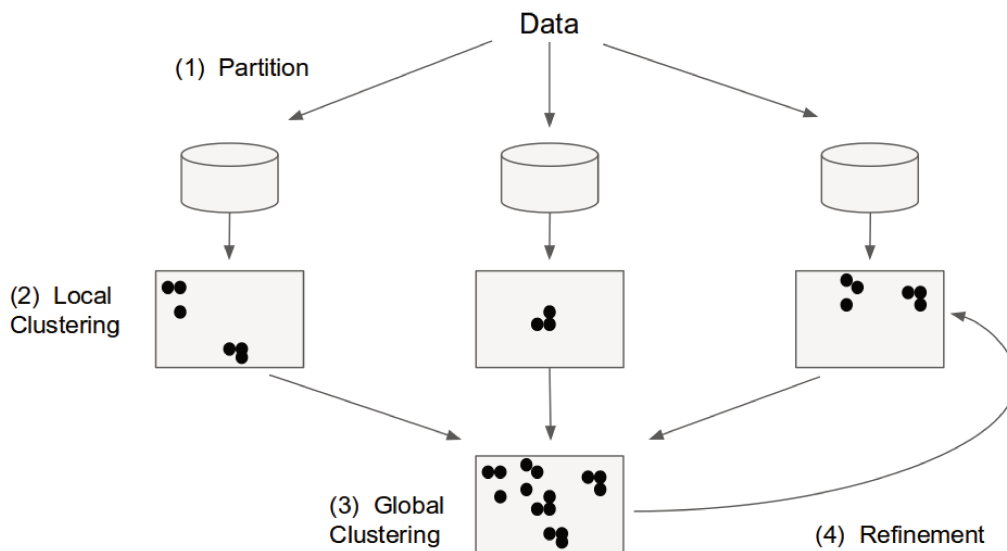 Data
(1) Partition
(2) Local
Clustering
(3) Global
Clustering
(4) Refinement